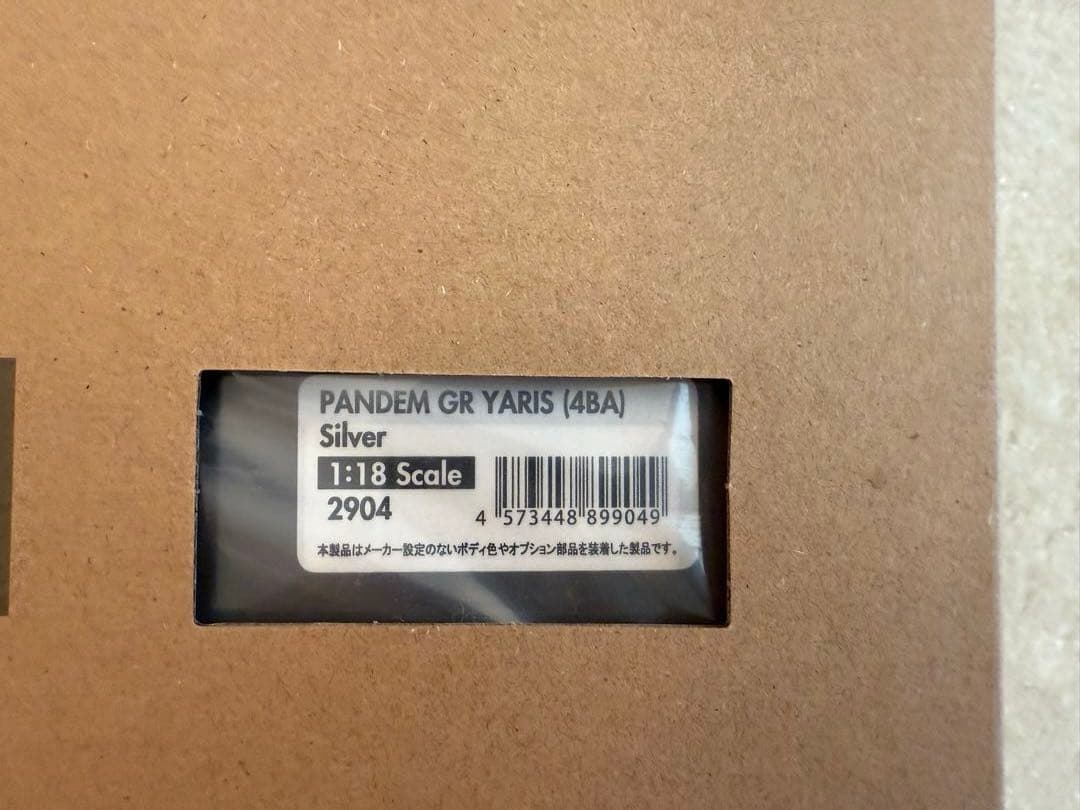 PANDEM GR YARIS (4BA)
Silver
1:18 Scale
2904
4 573448 899049
本製品はメーカー設定のないボディ色やオプション部品を装着した製品です。